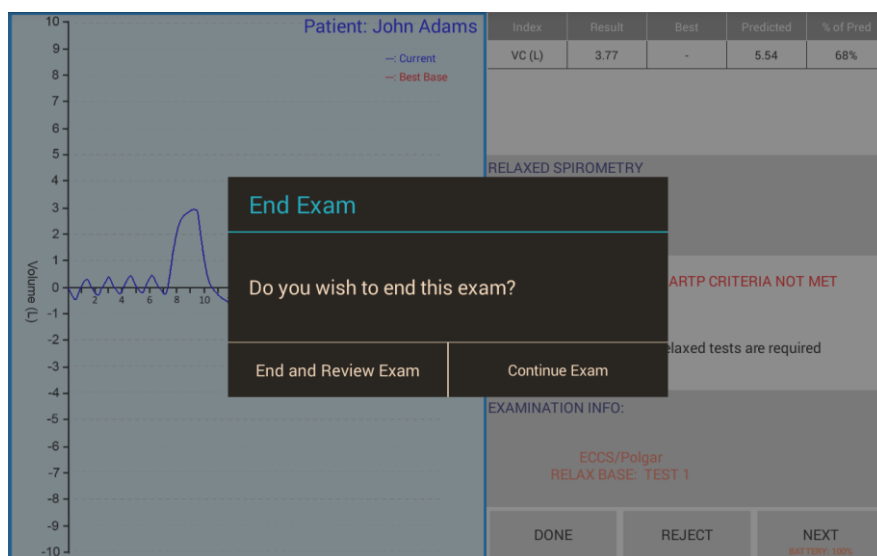 Patient: John Adams
—: Current
—: Best Base
Volume (L)
10
9
8
7
6
5
4
3
2
1
0
-1
-2
-3
-4
-5
-6
-7
-8
-9
-10
2 4 6 8 10
Index Result Best Predicted % of Pred
VC (L) 3.77 - 5.54 68%
RELAXED SPIROMETRY
ARTP CRITERIA NOT MET
relaxed tests are required
End Exam
Do you wish to end this exam?
End and Review Exam Continue Exam
EXAMINATION INFO:
ECCS/Polgar
RELAX BASE: TEST 1
DONE REJECT NEXT
BATTERY: 100%